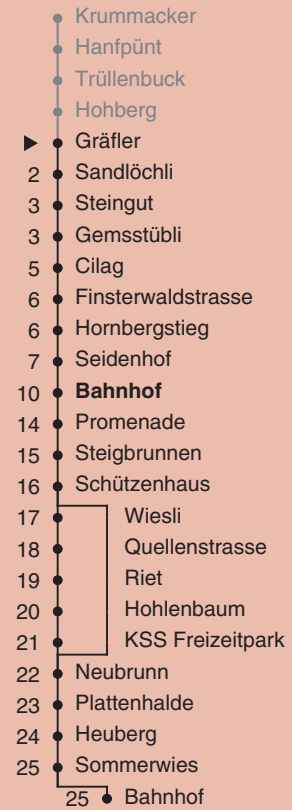 Krummacker
Hanfpünt
Trüllenbuck
Hohberg
Gräfler
2 Sandlöchli
3 Steingut
3 Gemsstübli
5 Cilag
6 Finsterwaldstrasse
6 Hornbergstieg
7 Seidenhof
10 Bahnhof
14 Promenade
15 Steigbrunnen
16 Schützenhaus
17 Wiesli
18 Quellenstrasse
19 Riet
20 Hohlenbaum
21 KSS Freizeitpark
22 Neubrunn
23 Plattenhalde
24 Heuberg
25 Sommerwies
25 Bahnhof